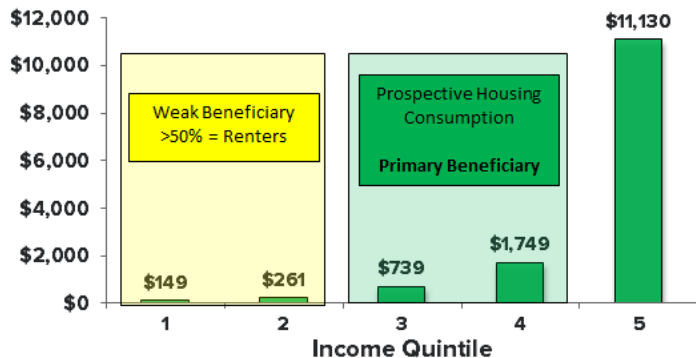 $12,000
$10,000
$8,000
$6,000
$4,000
$2,000
$0
Weak Beneficiary
>50% = Renters
Prospective Housing
Consumption
Primary Beneficiary
$149
$261
$739
$1,749
$11,130
1 2 3 4 5
Income Quintile